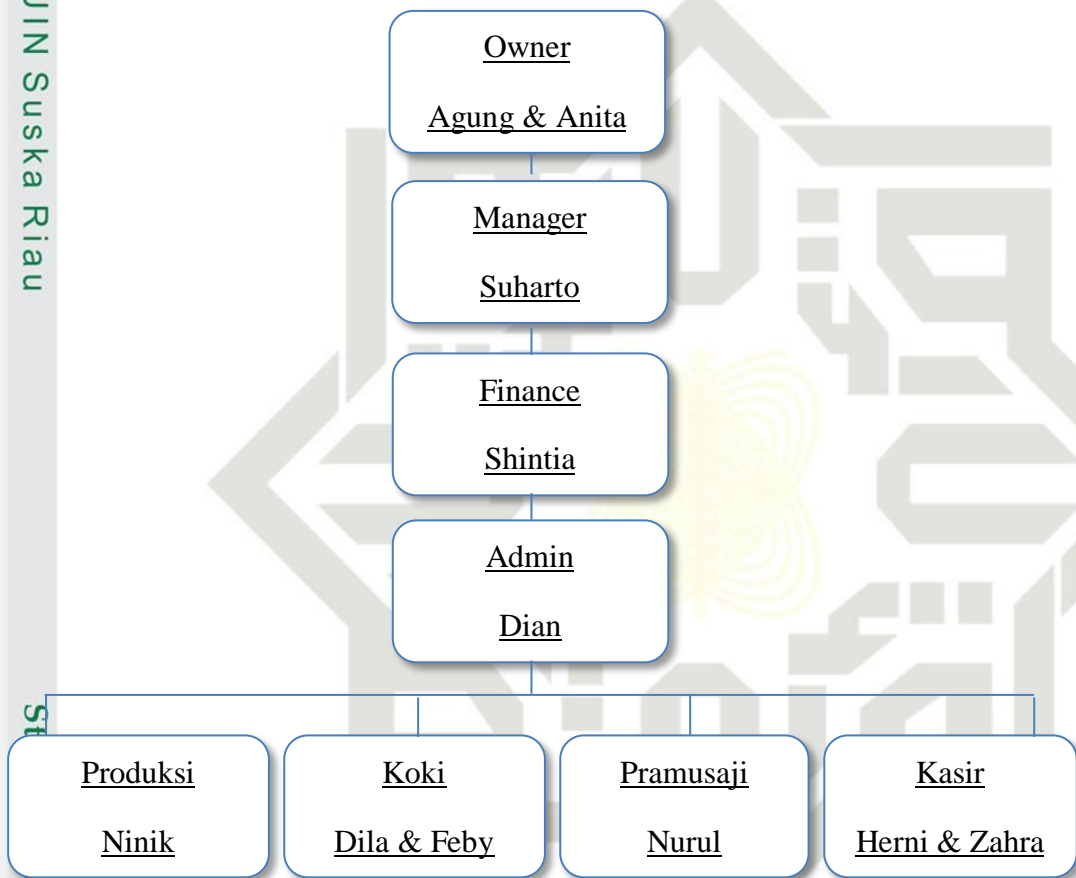 UIN Suska Riau
Owner
Agung & Anita
Manager
Suharto
Finance
Shintia
Admin
Dian
Produksi
Ninik
Koki
Dila & Feby
Pramusaji
Nurul
Kasir
Herni & Zahra